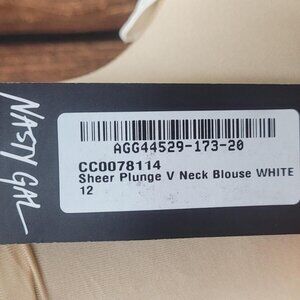 NASTY GAL
AGG44529-173-20
CC0078114
Sheer Plunge V Neck Blouse WHITE
12